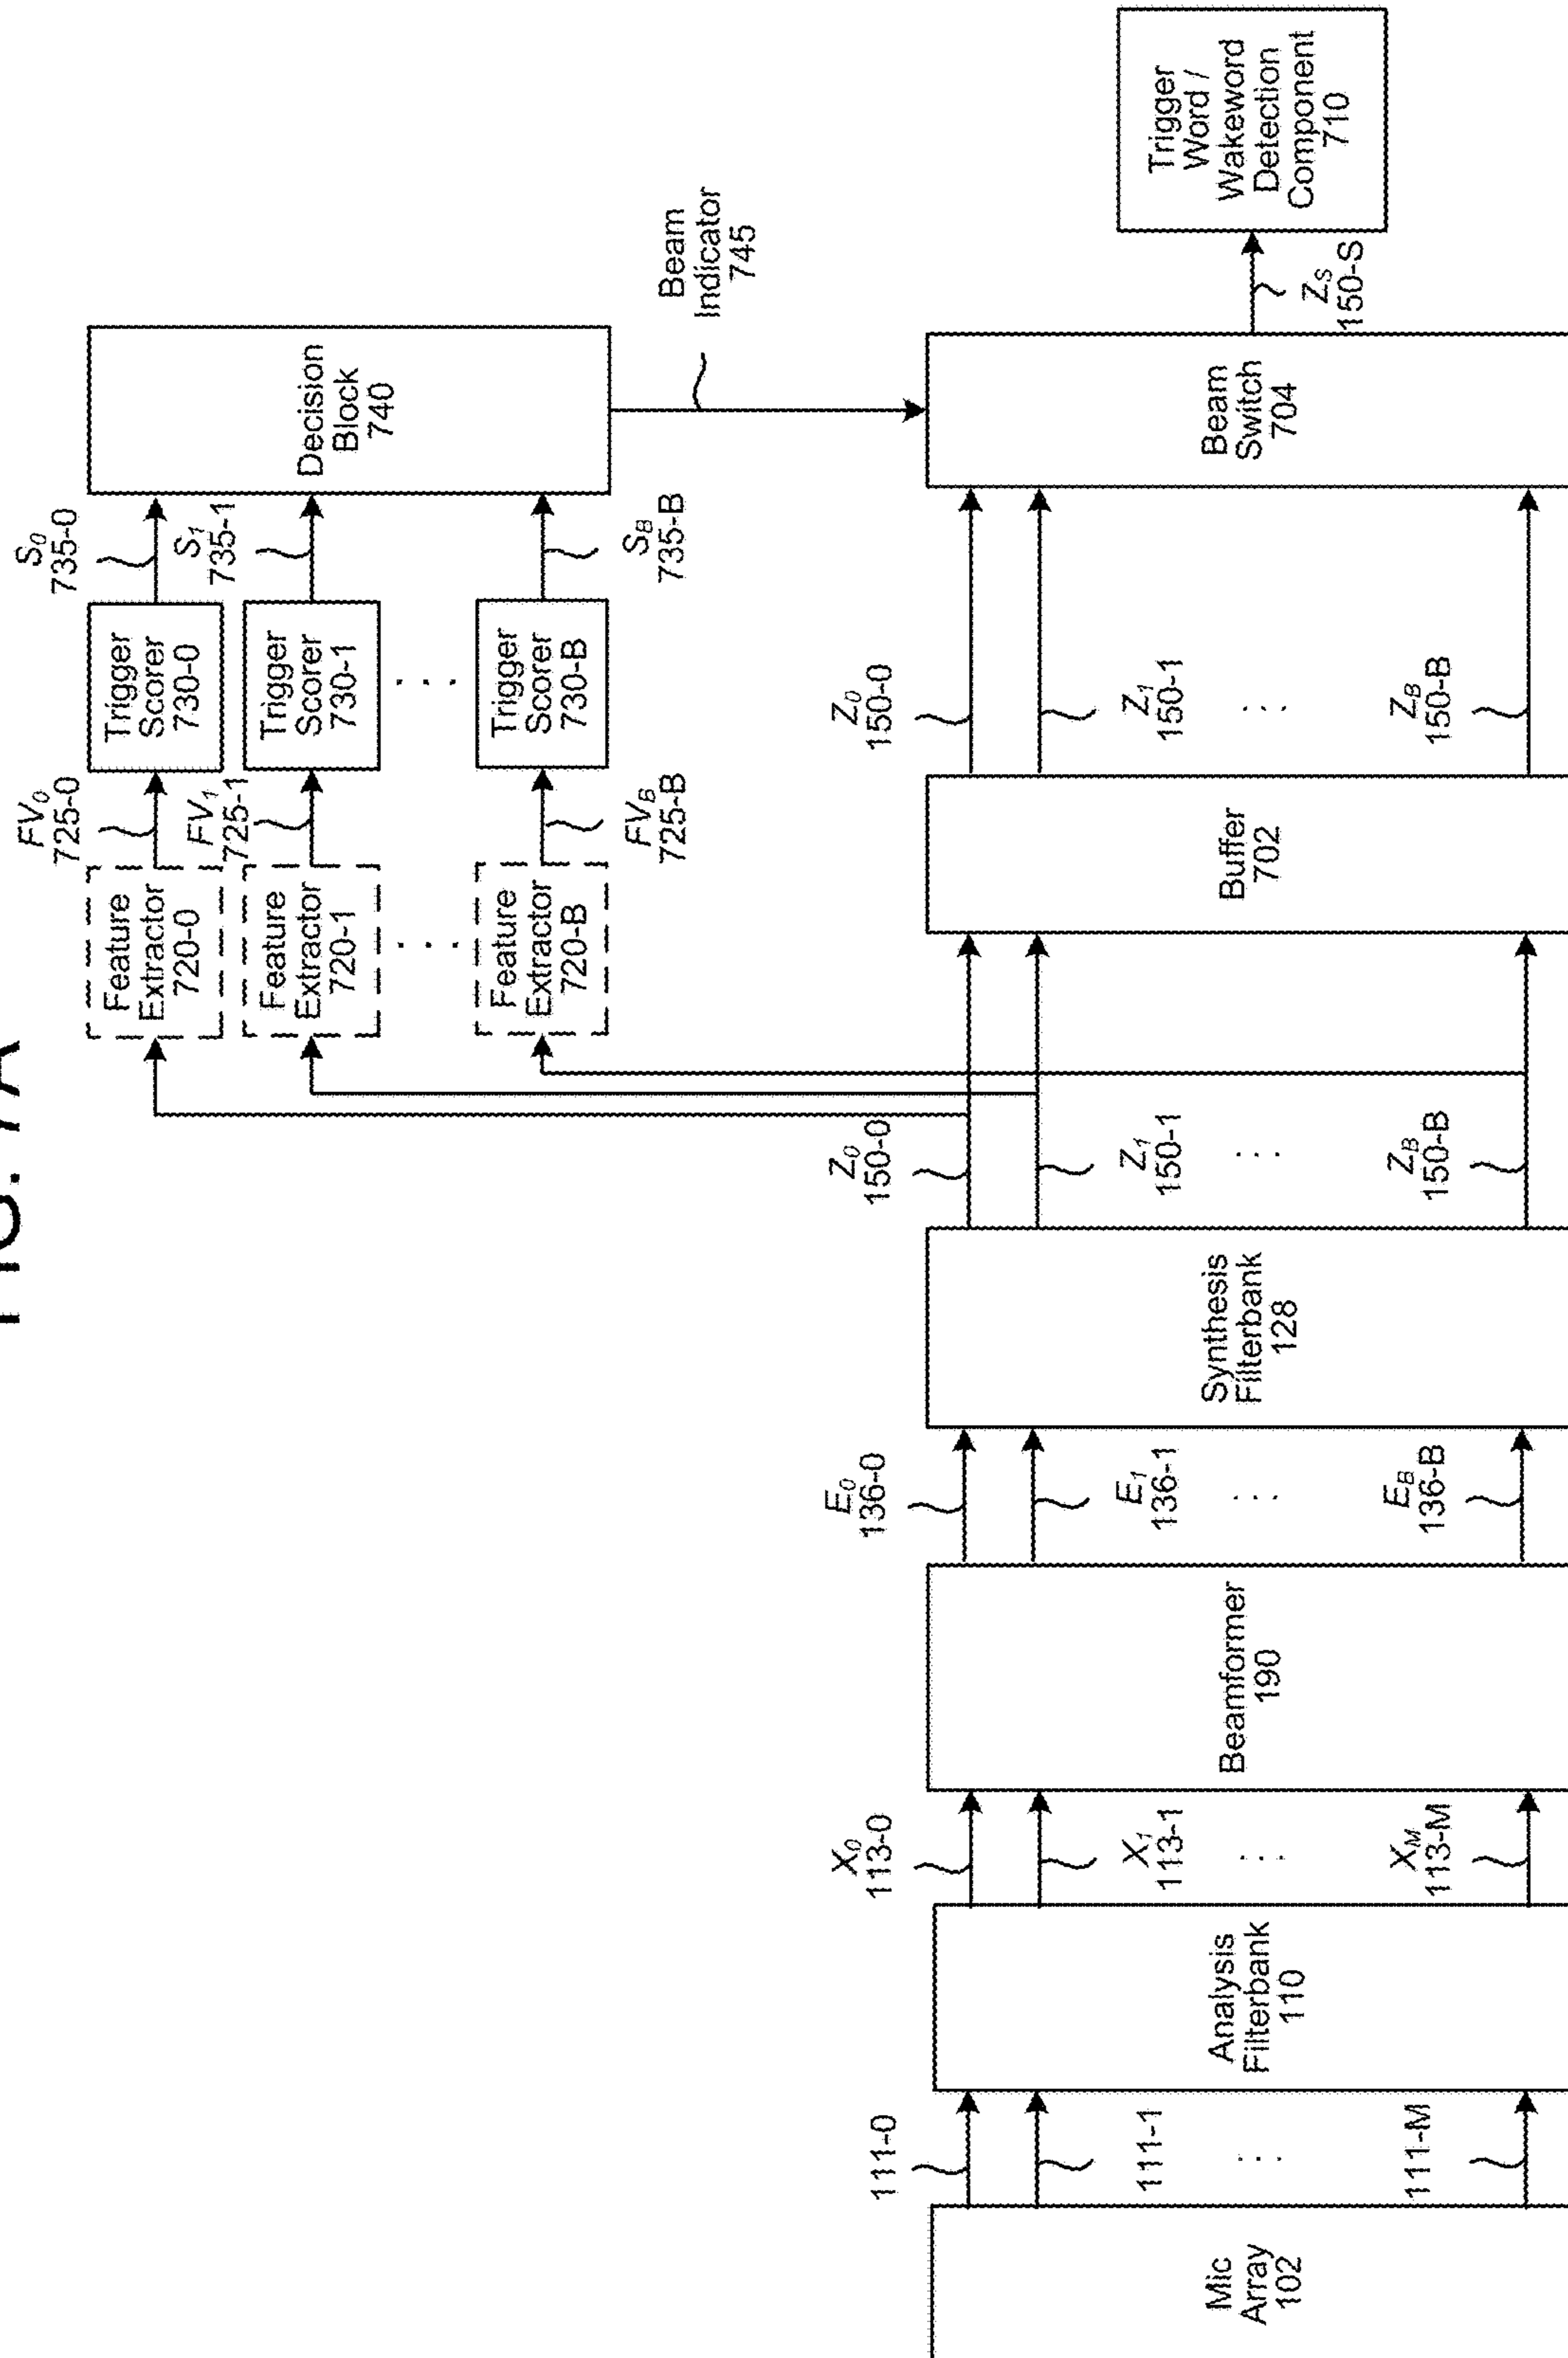 FIG. 7A
Mic
Array
102
111-0
111-1
. . .
111-M
Analysis
Filterbank
110
X0
113-0
X1
113-1
. . .
XM
113-M
Beamformer
190
E0
136-0
E1
136-1
. . .
EB
136-B
Synthesis
Filterbank
128
Z0
150-0
Z1
150-1
. . .
ZB
150-B
Feature
Extractor
720-0
Feature
Extractor
720-1
. . .
Feature
Extractor
720-B
FV0
725-0
FV1
725-1
FVB
725-B
Trigger
Scorer
730-0
Trigger
Scorer
730-1
. . .
Trigger
Scorer
730-B
S0
735-0
S1
735-1
SB
735-B
Decision
Block
740
Beam
Indicator
745
Buffer
702
Z0
150-0
Z1
150-1
. . .
ZB
150-B
Beam
Switch
704
ZS
150-S
Trigger
Word /
Wakeword
Detection
Component
710